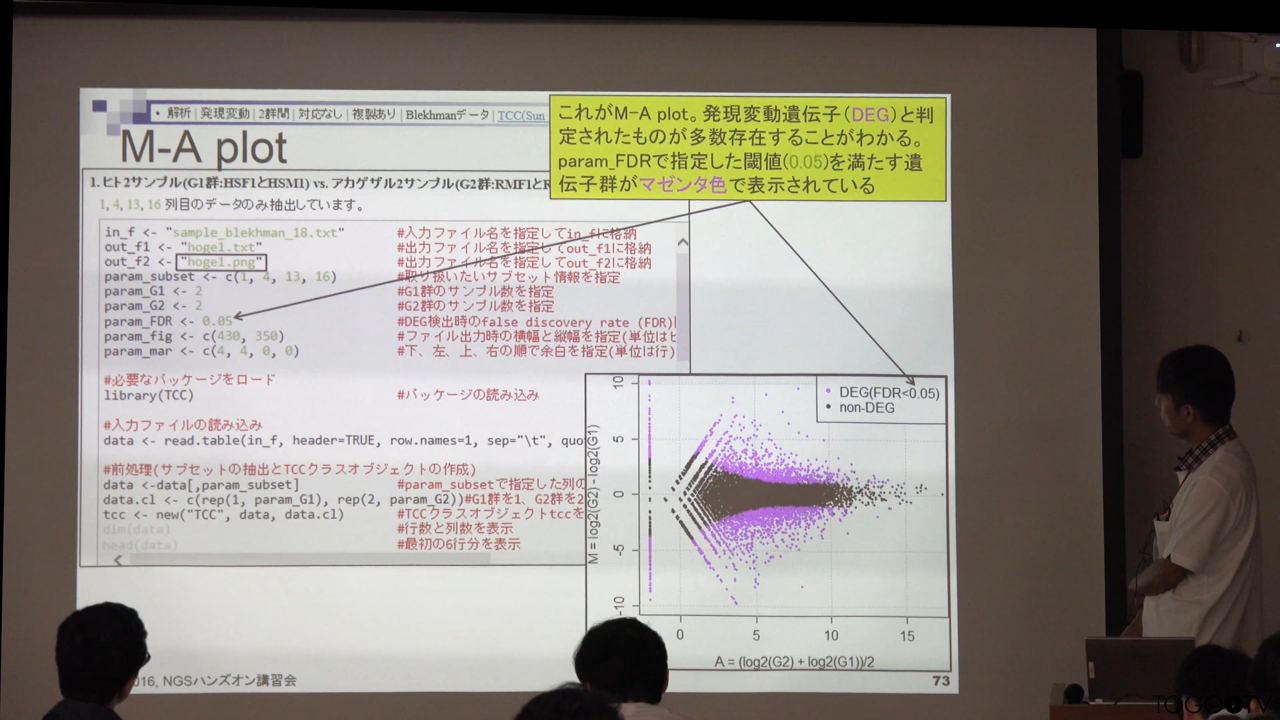 ・解析 | 発現変動 | 2群間 | 対応なし | 複製あり | Blekhmanデータ | TCC(Sun
M-A plot
これがM-A plot。発現変動遺伝子(DEG)と判
定されたものが多数存在することがわかる。
param_FDRで指定した閾値(0.05)を満たす遺
伝子群がマゼンタ色で表示されている
1. ヒト2サンプル(G1群:HSF1とHSM1) vs. アカゲザル2サンプル(G2群:RMF1とR
1, 4, 13, 16 列目のデータのみ抽出しています。
in_f <- "sample_blekhman_18.txt" #入力ファイル名を指定してin_fに格納
out_f1 <- "hoge1.txt" #出力ファイル名を指定してout_f1に格納
out_f2 <- "hoge1.png" #出力ファイル名を指定してout_f2に格納
param_subset <- c(1, 4, 13, 16) #取り扱いたいサブセット情報を指定
param_G1 <- 2 #G1群のサンプル数を指定
param_G2 <- 2 #G2群のサンプル数を指定
param_FDR <- 0.05 #DEG検出時のfalse discovery rate (FDR)
param_fig <- c(430, 350) #ファイル出力時の横幅と縦幅を指定(単位はピ
param_mar <- c(4, 4, 0, 0) #下、左、上、右の順で余白を指定(単位は行)
#必要なパッケージをロード
library(TCC) #パッケージの読み込み
#入力ファイルの読み込み
data <- read.table(in_f, header=TRUE, row.names=1, sep="\t", quo
#前処理(サブセットの抽出とTCCクラスオブジェクトの作成)
data <-data[,param_subset] #param_subsetで指定した列の
data.cl <- c(rep(1, param_G1), rep(2, param_G2))#G1群を1、G2群を2
tcc <- new("TCC", data, data.cl) #TCCクラスオブジェクトtccを
dim(data) #行数と列数を表示
head(data) #最初の6行分を表示
DEG(FDR<0.05)
non-DEG
M = log2(G2) - log2(G1)
10
5
0
-5
-10
0 5 10 15
A = (log2(G2) + log2(G1))/2
016, NGSハンズオン講習会
73
TOGOTV